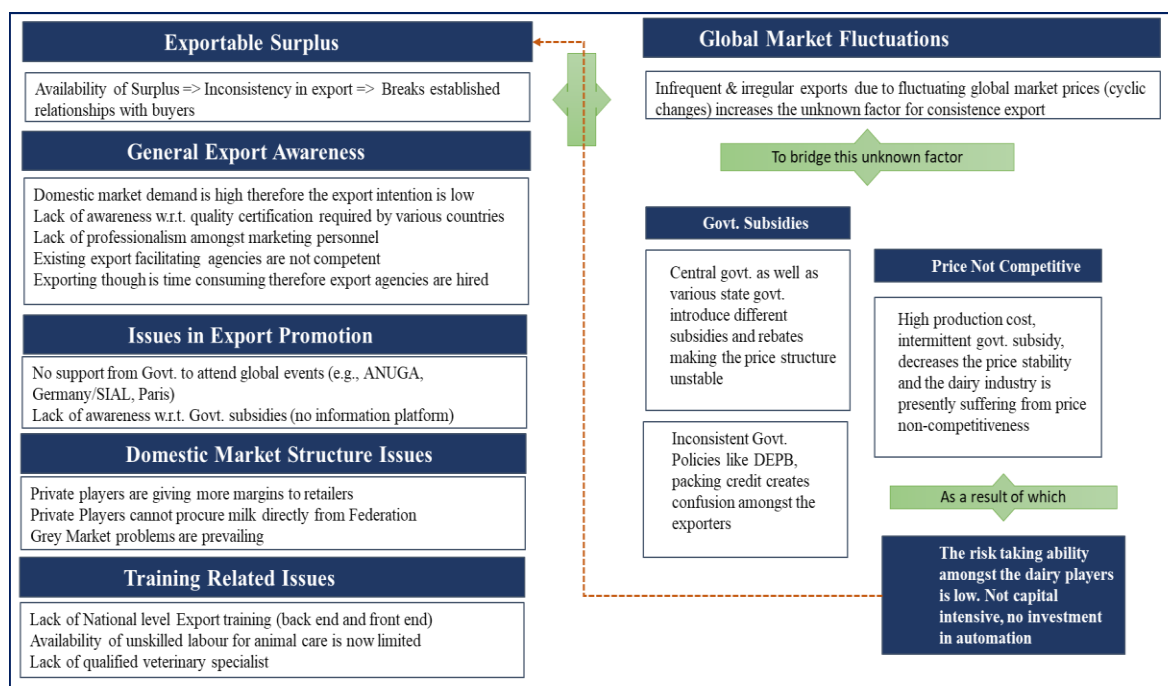 Exportable Surplus
Availability of Surplus => Inconsistency in export => Breaks established
relationships with buyers
General Export Awareness
Domestic market demand is high therefore the export intention is low
Lack of awareness w.r.t. quality certification required by various countries
Lack of professionalism amongst marketing personnel
Existing export facilitating agencies are not competent
Exporting though is time consuming therefore export agencies are hired
Issues in Export Promotion
No support from Govt. to attend global events (e.g., ANUGA,
Germany/SIAL, Paris)
Lack of awareness w.r.t. Govt. subsidies (no information platform)
Domestic Market Structure Issues
Private players are giving more margins to retailers
Private Players cannot procure milk directly from Federation
Grey Market problems are prevailing
Training Related Issues
Lack of National level Export training (back end and front end)
Availability of unskilled labour for animal care is now limited
Lack of qualified veterinary specialist
Global Market Fluctuations
Infrequent & irregular exports due to fluctuating global market prices (cyclic
changes) increases the unknown factor for consistence export
To bridge this unknown factor
Govt. Subsidies
Central govt. as well as
various state govt.
introduce different
subsidies and rebates
making the price structure
unstable
Inconsistent Govt.
Policies like DEPB,
packing credit creates
confusion amongst the
exporters
Price Not Competitive
High production cost,
intermittent govt. subsidy,
decreases the price stability
and the dairy industry is
presently suffering from price
non-competitiveness
As a result of which
The risk taking ability
amongst the dairy players
is low. Not capital
intensive, no investment
in automation